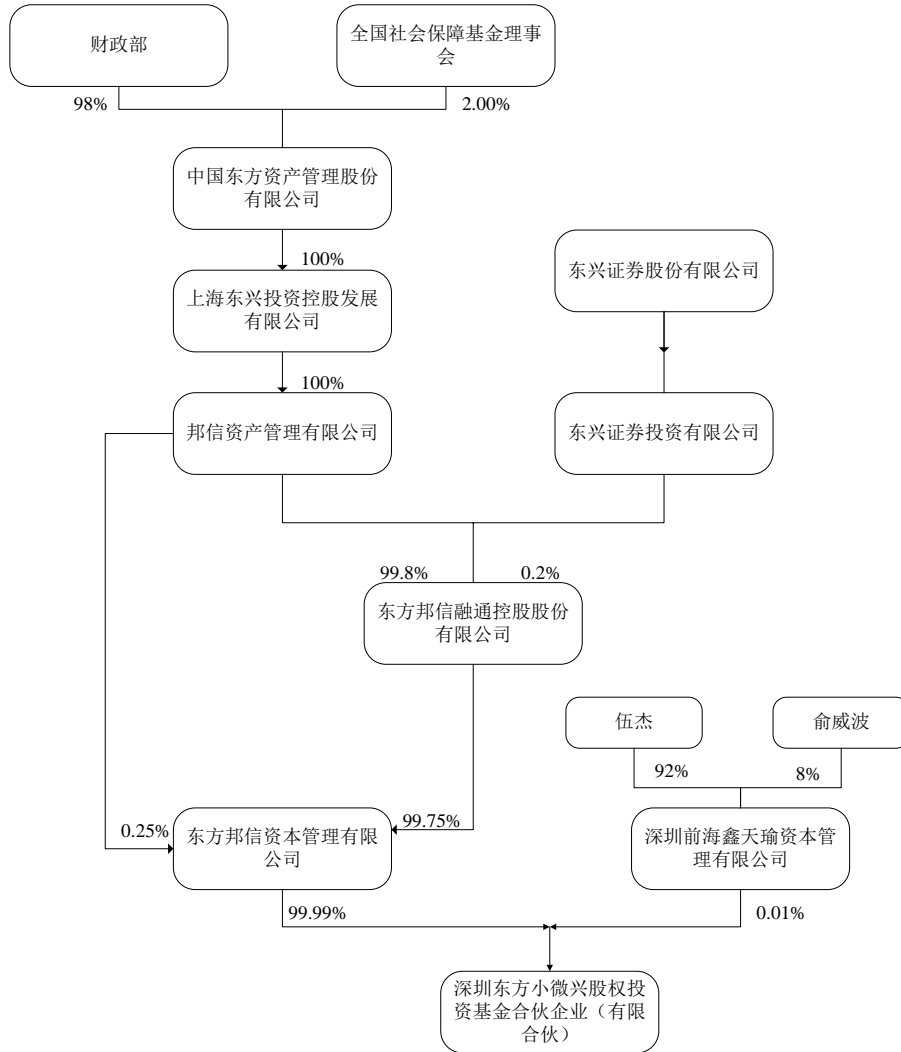 财政部
全国社会保障基金理事
会
98%
2.00%
中国东方资产管理股份
有限公司
100%
东兴证券股份有限公司
上海东兴投资控股发展
有限公司
100%
邦信资产管理有限公司
东兴证券投资有限公司
99.8%
0.2%
东方邦信融通控股股份
有限公司
伍杰
俞威波
92%
8%
0.25%
东方邦信资本管理有限
公司
99.75%
深圳前海鑫天瑜资本管
理有限公司
99.99%
0.01%
深圳东方小微兴股权投
资基金合伙企业（有限
合伙）